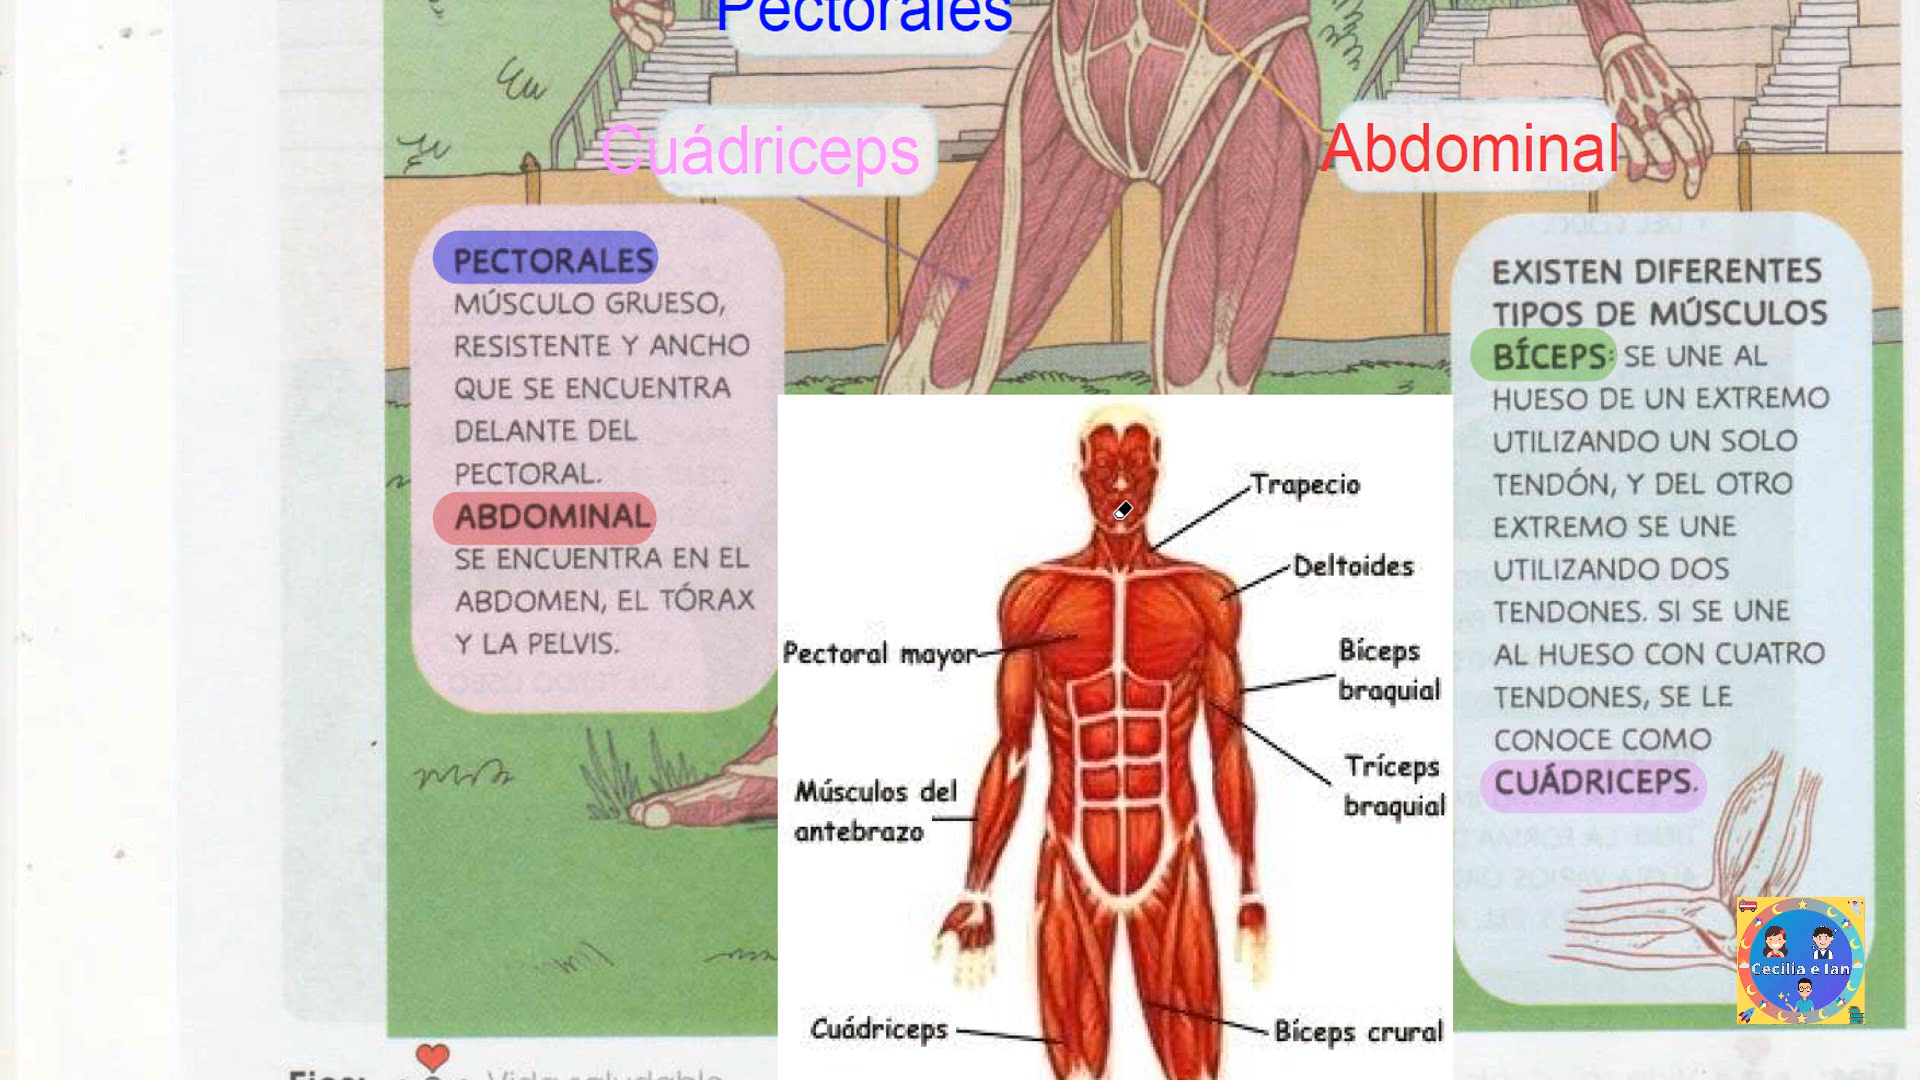 Pectorales
Cuádriceps
Abdominal
PECTORALES
MÚSCULO GRUESO,
RESISTENTE Y ANCHO
QUE SE ENCUENTRA
DELANTE DEL
PECTORAL.
ABDOMINAL
SE ENCUENTRA EN EL
ABDOMEN, EL TÓRAX
Y LA PELVIS.
EXISTEN DIFERENTES
TIPOS DE MÚSCULOS
BÍCEPS: SE UNE AL
HUESO DE UN EXTREMO
UTILIZANDO UN SOLO
TENDÓN, Y DEL OTRO
EXTREMO SE UNE
UTILIZANDO DOS
TENDONES. SI SE UNE
AL HUESO CON CUATRO
TENDONES, SE LE
CONOCE COMO
CUÁDRICEPS.
Trapecio
Deltoides
Pectoral mayor
Bíceps
braquial
Tríceps
braquial
Músculos del
antebrazo
Cuádriceps
Bíceps crural
Cecilia e Ian
Vida saludable